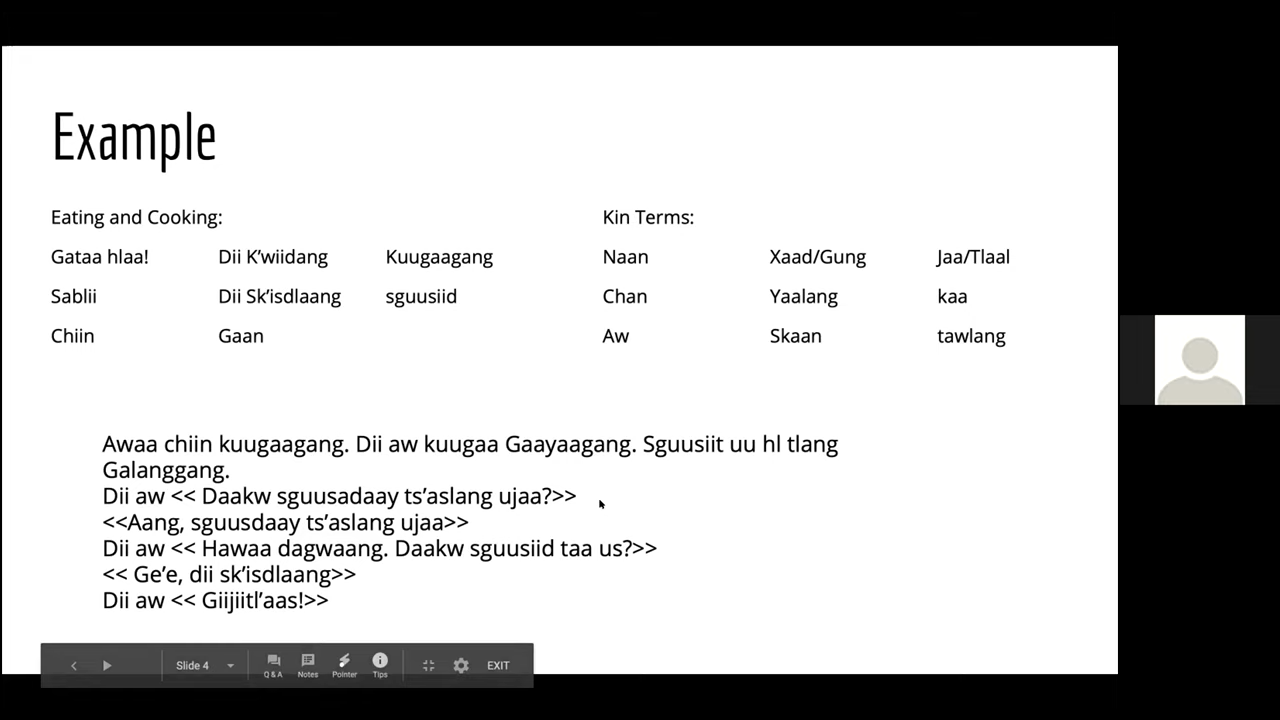 Example
Eating and Cooking:
Gataa hlaa! Dii K’wiidang Kuugaagang
Sablii Dii Sk’isdlaang sguusiid
Chiin Gaan
Kin Terms:
Naan Xaad/Gung Jaa/Tlaal
Chan Yaalang kaa
Aw Skaan tawlang
Awaa chiin kuugaagang. Dii aw kuugaa Gaayaagang. Sguusiit uu hl tlang
Galanggang.
Dii aw << Daakw sguusadaay ts’aslang ujaa?>>
<<Aang, sguusdaay ts’aslang ujaa>>
Dii aw << Hawaa dagwaang. Daakw sguusiid taa us?>>
<< Ge’e, dii sk’isdlaang>>
Dii aw << Giijiitl’aas!>>
Slide 4
Q & A Notes Pointer Tips
EXIT